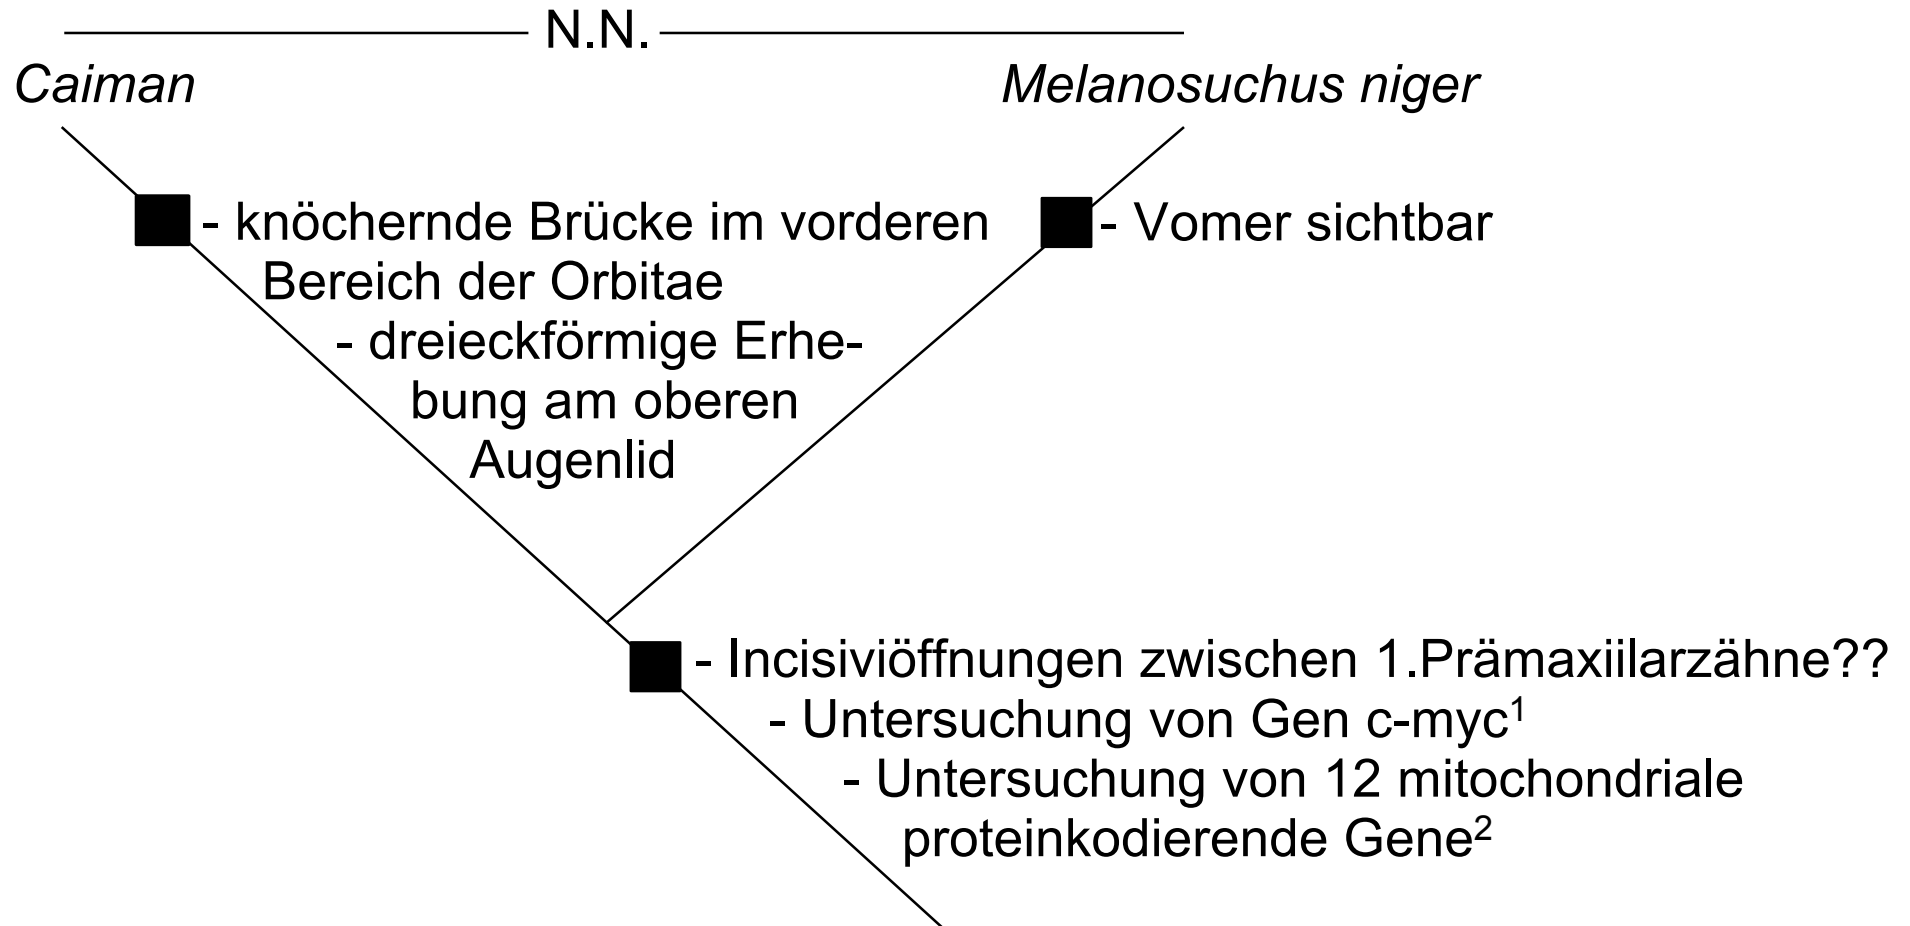 N.N.
Caiman
Melanosuchus niger
- knöchernde Brücke im vorderen
Bereich der Orbitae
- dreieckförmige Erhe-
bung am oberen
Augenlid
- Vomer sichtbar
- Incisiviöffnungen zwischen 1.Prämaxiilarzähne??
- Untersuchung von Gen c-myc¹
- Untersuchung von 12 mitochondriale
proteinkodierende Gene²